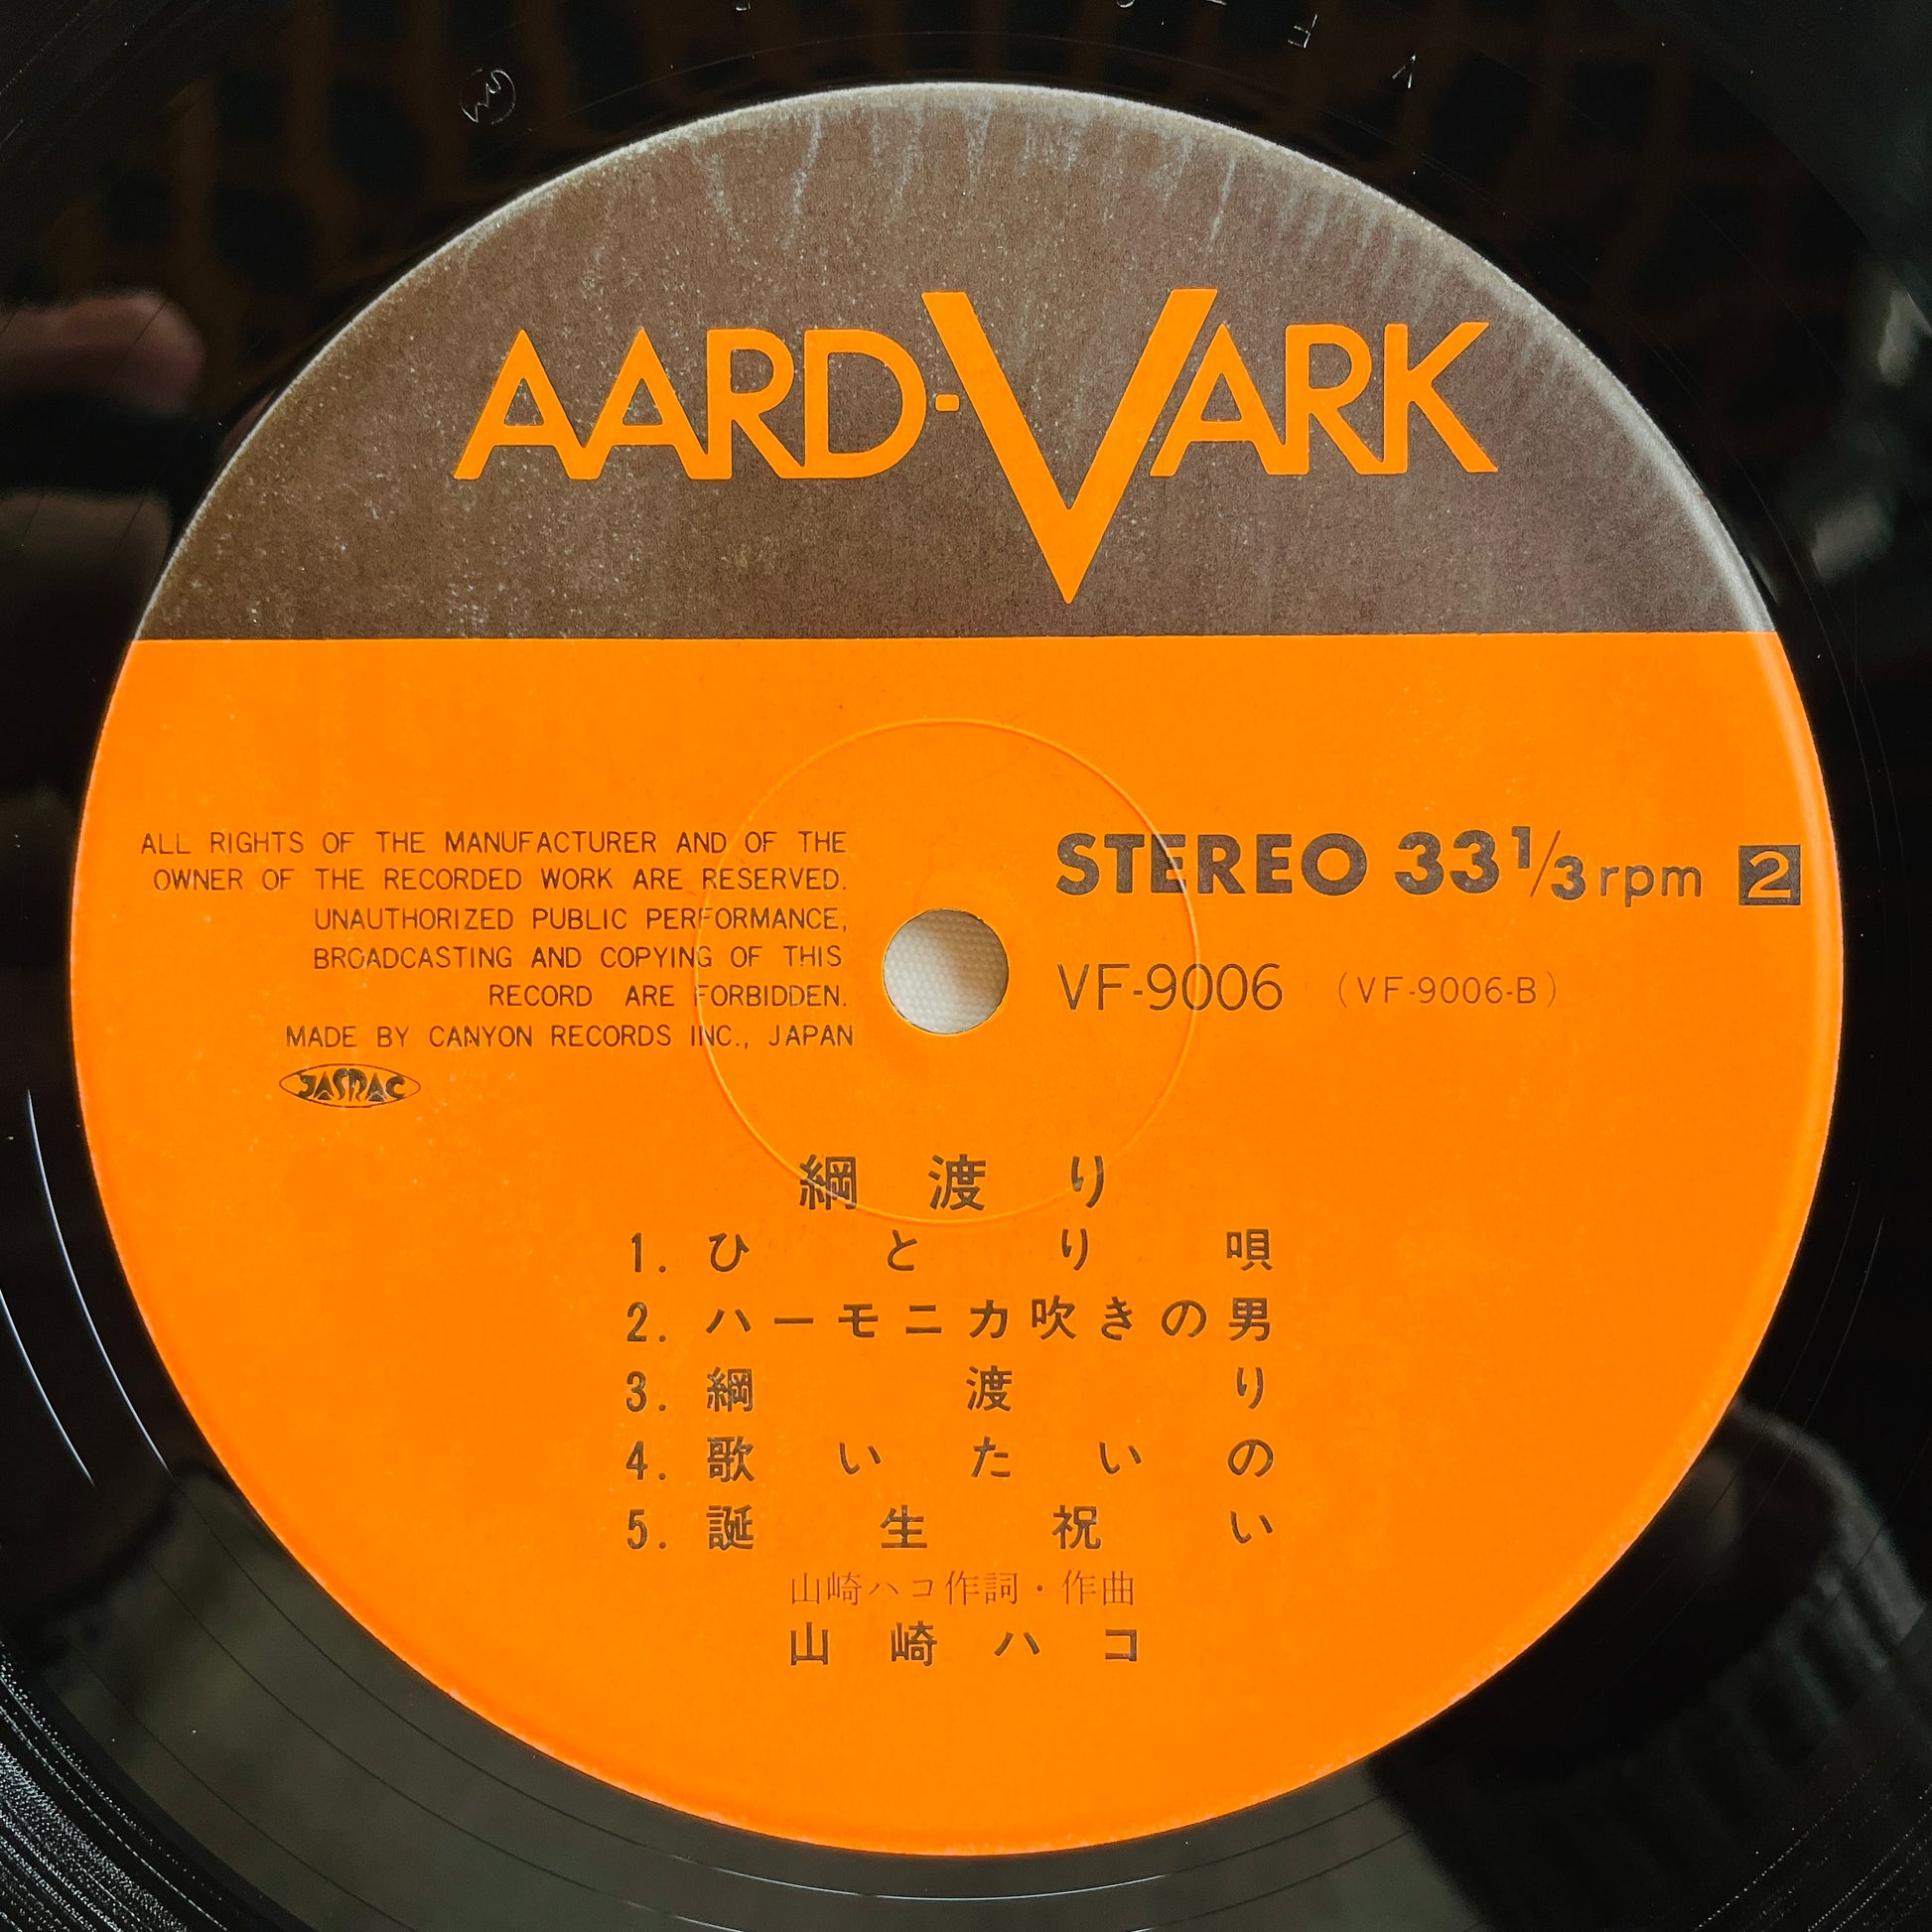 AARD-VARK
ALL RIGHTS OF THE MANUFACTURER AND OF THE
OWNER OF THE RECORDED WORK ARE RESERVED.
UNAUTHORIZED PUBLIC PERFORMANCE,
BROADCASTING AND COPYING OF THIS
RECORD ARE FORBIDDEN.
MADE BY CANYON RECORDS INC., JAPAN
JASRAC
STEREO 33 1/3 rpm 2
VF-9006 (VF-9006-B)
綱渡り
1. ひとり唄
2. ハーモニカ吹きの男
3. 綱渡り
4. 歌いたいの
5. 誕生祝い
山崎ハコ作詞・作曲
山崎ハコ